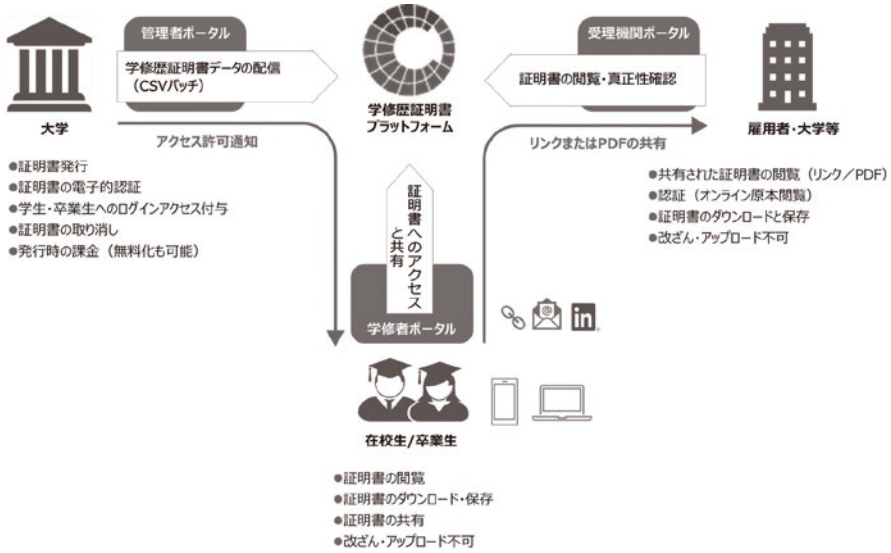 管理者ポータル
学修歴証明書データの配信
（CSVバッチ）
大学
●証明書発行
●証明書の電子的認証
●学生・卒業生へのログインアクセス付与
●証明書の取り消し
●発行時の課金（無料化も可能）
アクセス許可通知
学修歴証明書
プラットフォーム
証明書へのアクセス
と共有
学修者ポータル
受理機関ポータル
証明書の閲覧・真正性確認
リンクまたはPDFの共有
雇用者・大学等
●共有された証明書の閲覧（リンク／PDF）
●認証（オンライン原本閲覧）
●証明書のダウンロードと保存
●改ざん・アップロード不可
@
in
在校生/卒業生
●証明書の閲覧
●証明書のダウンロード・保存
●証明書の共有
●改ざん・アップロード不可